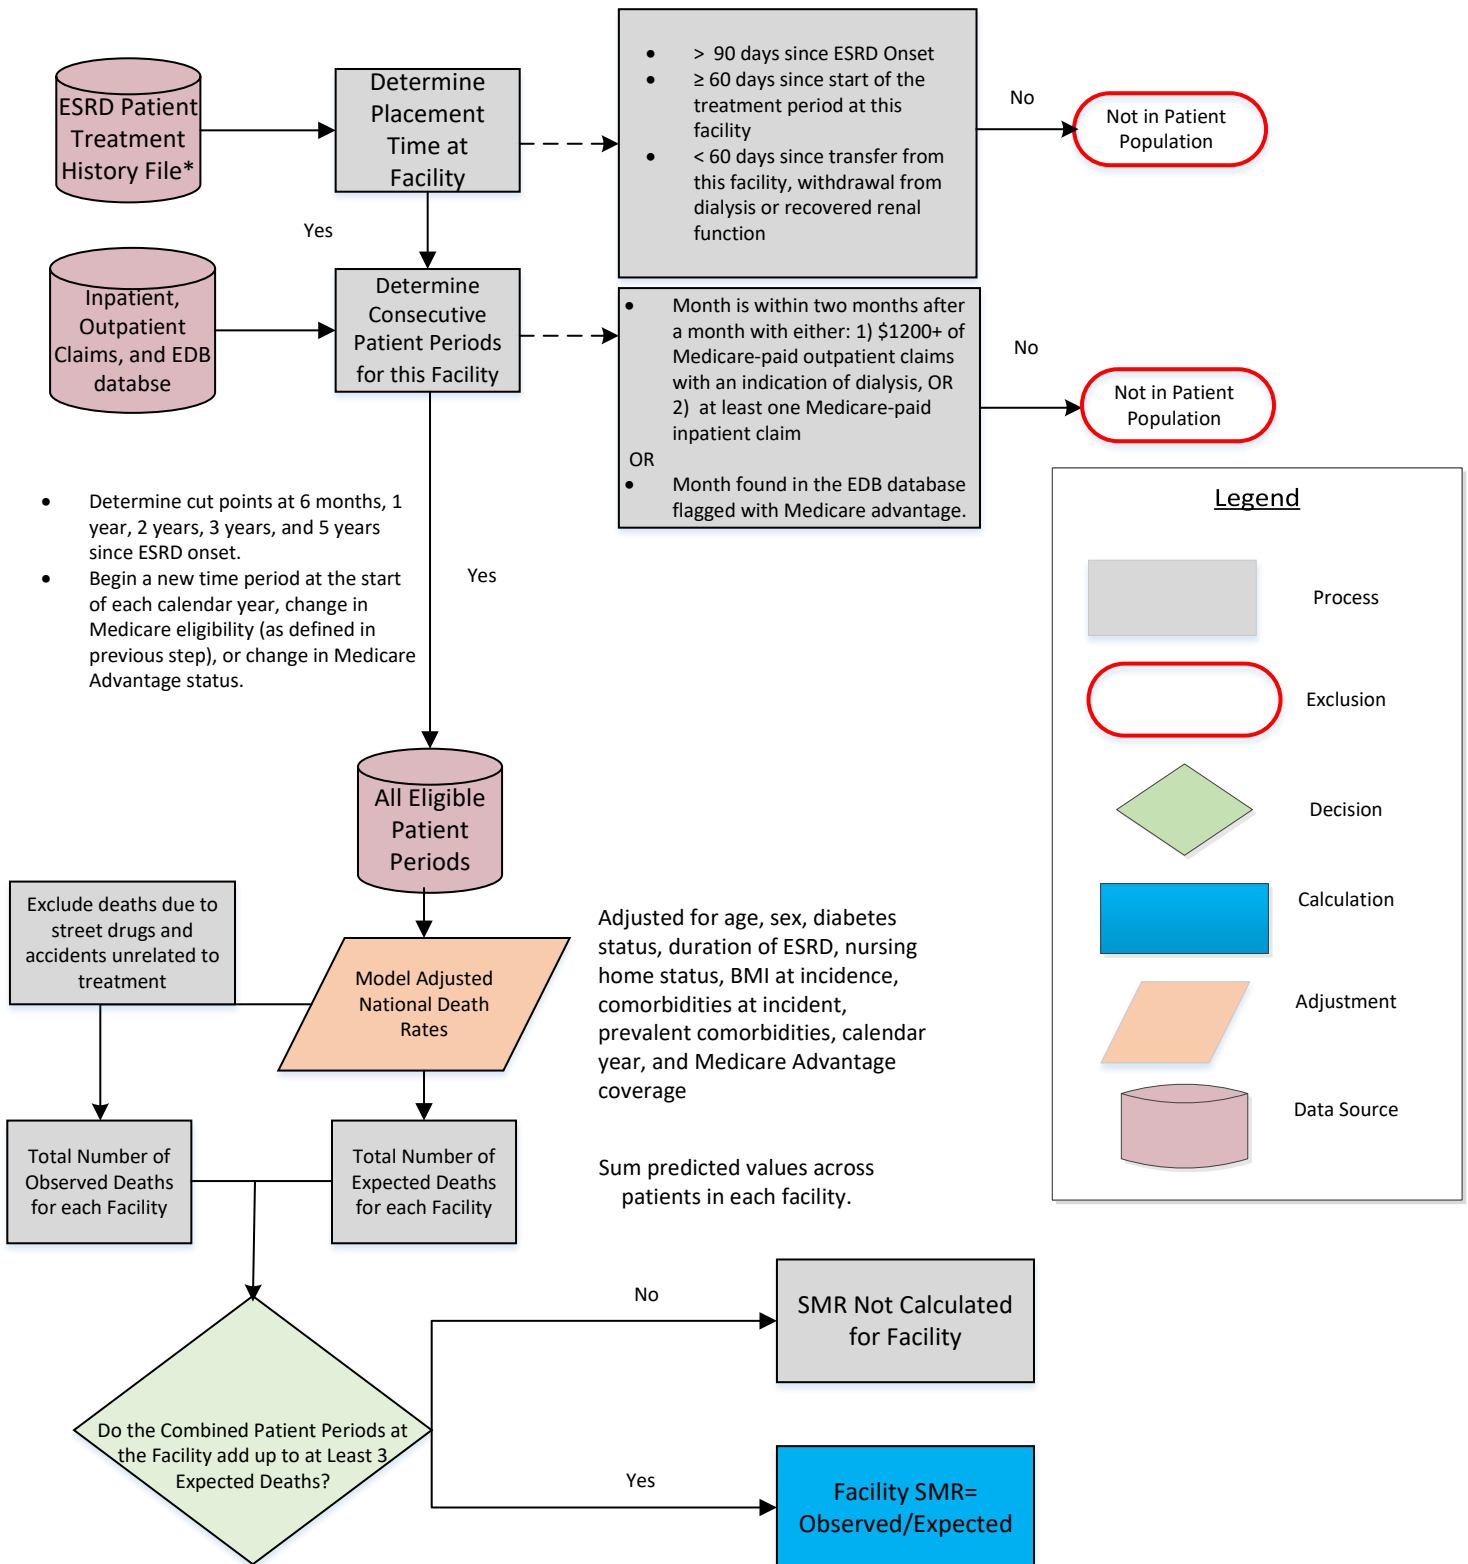 ESRD Patient
Treatment
History File*
Determine
Placement
Time at
Facility
• > 90 days since ESRD Onset
• ≥ 60 days since start of the
treatment period at this
facility
• < 60 days since transfer from
this facility, withdrawal from
dialysis or recovered renal
function
No
Not in Patient
Population
Yes
Inpatient,
Outpatient
Claims, and EDB
databse
Determine
Consecutive
Patient Periods
for this Facility
• Month is within two months after
a month with either: 1) $1200+ of
Medicare-paid outpatient claims
with an indication of dialysis, OR
2) at least one Medicare-paid
inpatient claim
OR
• Month found in the EDB database
flagged with Medicare advantage.
No
Not in Patient
Population
• Determine cut points at 6 months, 1
year, 2 years, 3 years, and 5 years
since ESRD onset.
• Begin a new time period at the start
of each calendar year, change in
Medicare eligibility (as defined in
previous step), or change in Medicare
Advantage status.
Yes
Legend
Process
Exclusion
Decision
Calculation
Adjustment
Data Source
All Eligible
Patient
Periods
Exclude deaths due to
street drugs and
accidents unrelated to
treatment
Model Adjusted
National Death
Rates
Adjusted for age, sex, diabetes
status, duration of ESRD, nursing
home status, BMI at incidence,
comorbidities at incident,
prevalent comorbidities, calendar
year, and Medicare Advantage
coverage
Total Number of
Observed Deaths
for each Facility
Total Number of
Expected Deaths
for each Facility
Sum predicted values across
patients in each facility.
Do the Combined Patient Periods at
the Facility add up to at Least 3
Expected Deaths?
No
SMR Not Calculated
for Facility
Yes
Facility SMR=
Observed/Expected